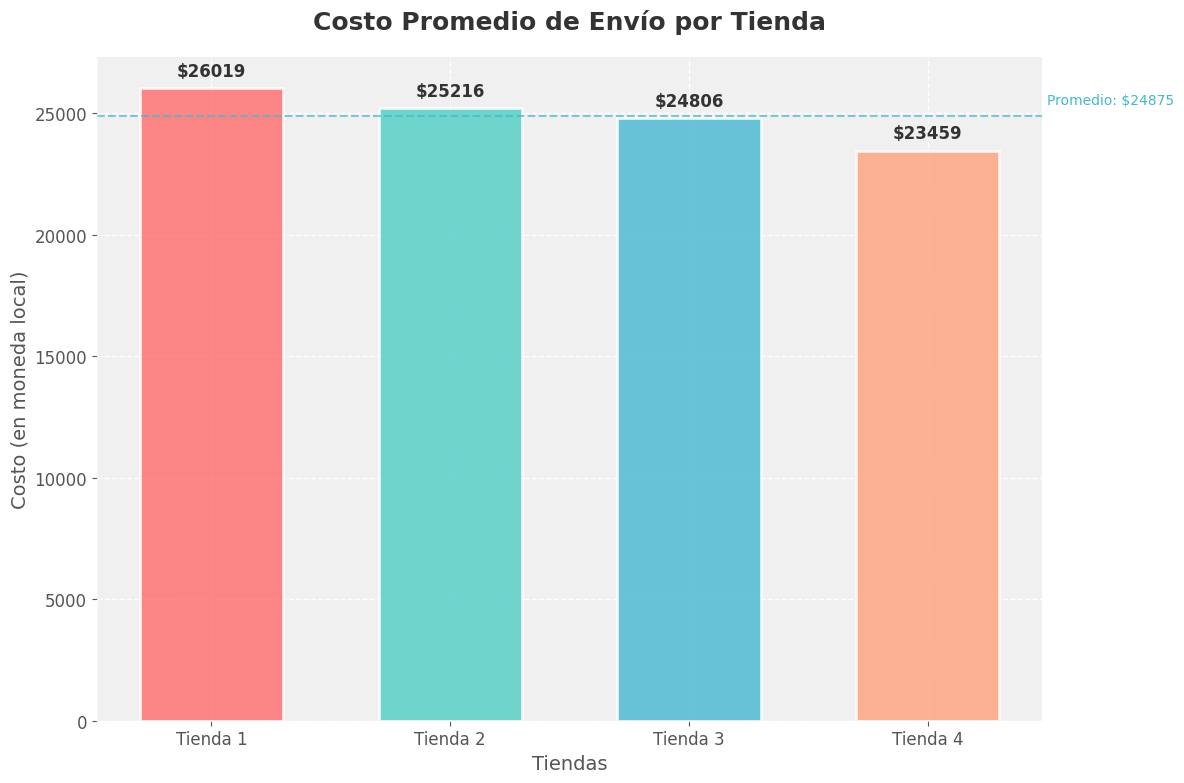 Costo Promedio de Envío por Tienda
$26019
$25216
$24806
$23459
Promedio: $24875
Costo (en moneda local)
25000
20000
15000
10000
5000
0
Tienda 1
Tienda 2
Tienda 3
Tienda 4
Tiendas